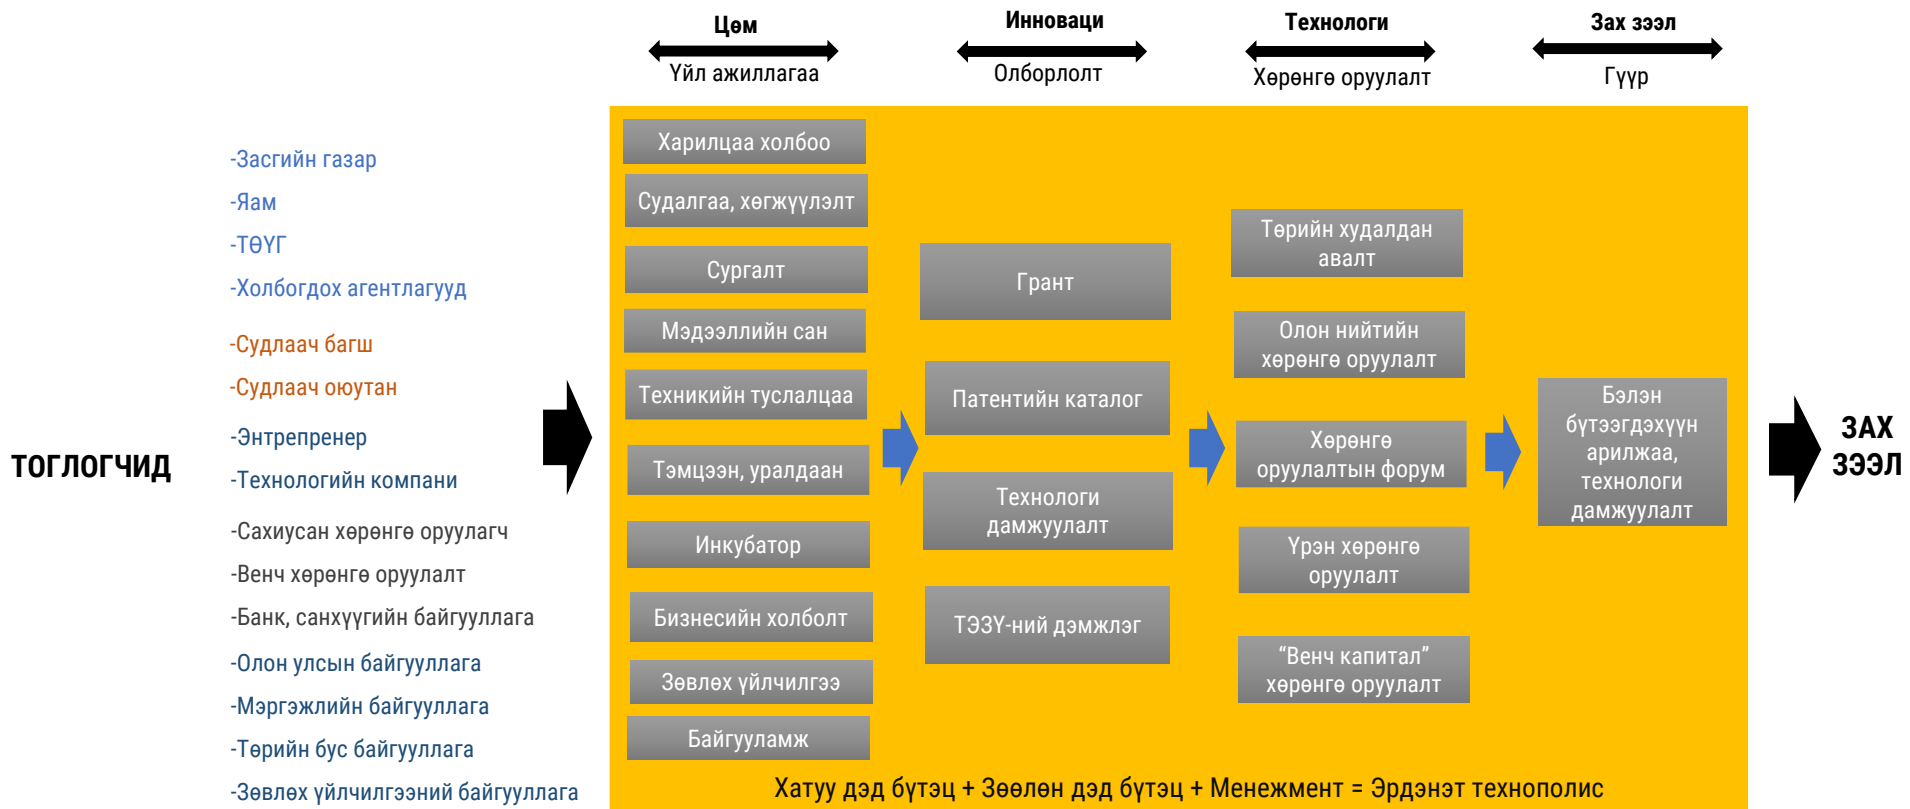 Цөм
Үйл ажиллагаа
Инноваци
Олборлолт
Технологи
Хөрөнгө оруулалт
Зах зээл
Гүүр
ТОГЛОГЧИД
-Засгийн газар
-Яам
-ТӨҮГ
-Холбогдох агентлагууд
-Судлаач багш
-Судлаач оюутан
-Энтрепренер
-Технологийн компани
-Сахиусан хөрөнгө оруулагч
-Венч хөрөнгө оруулалт
-Банк, санхүүгийн байгууллага
-Олон улсын байгууллага
-Мэргэжлийн байгууллага
-Төрийн бус байгууллага
-Зөвлөх үйлчилгээний байгууллага
Харилцаа холбоо
Судалгаа, хөгжүүлэлт
Сургалт
Мэдээллийн сан
Техникийн туслалцаа
Тэмцээн, уралдаан
Инкубатор
Бизнесийн холболт
Зөвлөх үйлчилгээ
Байгууламж
Грант
Патентийн каталог
Технологи
дамжуулалт
ТЭЗҮ-ний дэмжлэг
Төрийн худалдан
авалт
Олон нийтийн
хөрөнгө оруулалт
Хөрөнгө
оруулалтын форум
Үрэн хөрөнгө
оруулалт
“Венч капитал”
хөрөнгө оруулалт
Бэлэн
бүтээгдэхүүн
арилжаа,
технологи
дамжуулалт
ЗАХ
ЗЭЭЛ
Хатуу дэд бүтэц + Зөөлөн дэд бүтэц + Менежмент = Эрдэнэт технополис